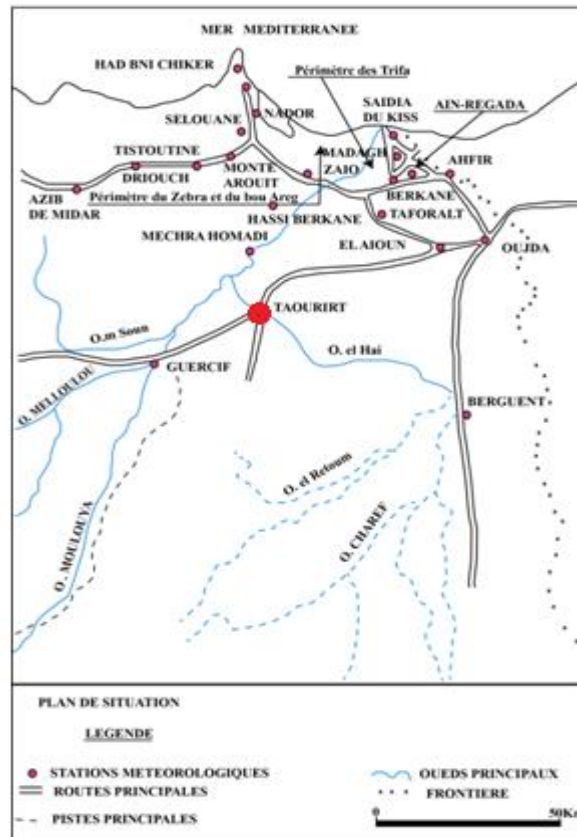 MER MEDITERRANEE
HAD BNI CHIKER
Périmètre des Trifa
SAIDIA
DU KISS
AIN-REGADA
NADOR
SELOUANE
TISTOUTINE
MADAGH
AHFIR
MONTE
AROUIT
ZAIO
DRIOUCH
BERKANE
AZIB
DE MIDAR
Périmètre du Zebra et du bou Areg
HASSI BERKANE
TAFORALT
MECHRA HOMADI
EL AIOUN
OUJDA
TAOURIRT
O.m Soun
O. el Hai
GUERCIF
O. MELLOULOU
BERGUENT
O. el Retoum
O. CHAREF
O. MOULOUYA
PLAN DE SITUATION
LEGENDE
STATIONS METEOROLOGIQUES
OUEDS PRINCIPAUX
ROUTES PRINCIPALES
FRONTIERE
PISTES PRINCIPALES
0
50Km